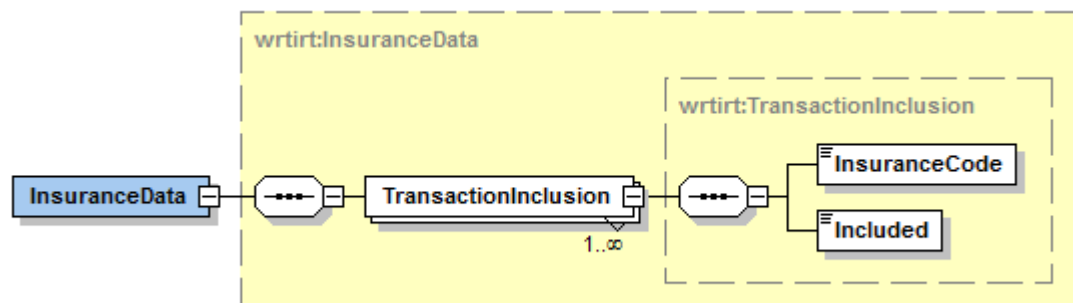 wrtirt:InsuranceData
wrtirt:TransactionInclusion
InsuranceCode
InsuranceData
TransactionInclusion
1..∞
Included